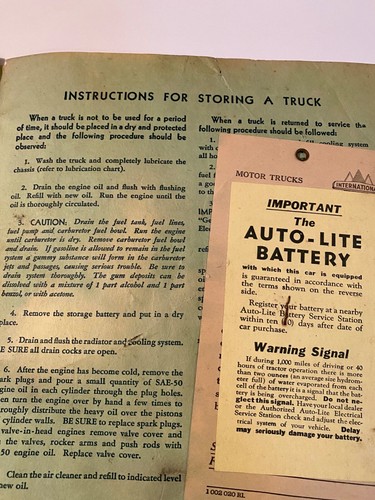 INSTRUCTIONS FOR STORING A TRUCK
When a truck is not to be used for a period
of time, it should be placed in a dry and protected
place and the following procedure should be
observed:
1. Wash the truck and completely lubricate the
chassis (refer to lubrication chart).
2. Drain the engine oil and flush with flushing
oil. Refill with new oil. Run the engine until the
oil is thoroughly circulated.
3. CAUTION: Drain the fuel tank, fuel lines,
fuel pump and carburetor fuel bowl. Run the engine
until carburetor is dry. Remove carburetor fuel bowl
and drain. If gasoline is allowed to remain in the fuel
system a gummy substance will form in the carburetor
jets and passages, causing serious trouble. Be sure to
drain system thoroughly. The gum deposits can be
dissolved with a mixture of 1 part alcohol and 1 part
benzol, or with acetone.
4. Remove the storage battery and put in a dry
place.
5. Drain and flush the radiator and cooling system.
BE SURE all drain cocks are open.
6. After the engine has become cold, remove the
spark plugs and pour a small quantity of SAE-50
engine oil in each cylinder through the plug holes,
then turn the engine over by hand a few times to
thoroughly distribute the heavy oil over the pistons
cylinder walls. BE SURE to replace spark plugs.
valve-in-head engines remove valve cover and
the valves, rocker arms and push rods with
50 engine oil. Replace valve cover.
Clean the air cleaner and refill to indicated level
new oil.
When a truck is returned to service the
following procedure should be followed:
1. cooling system
all ho
2.
MOTOR TRUCKS
INTERNATIONAL
IMPORTANT
The
AUTO-LITE
BATTERY
with which this car is equipped
is guaranteed in accordance with
the terms shown on the reverse
side.
Register your battery at a nearby
Auto-Lite Battery Service Station
within ten (10) days after date of
car purchase.
Warning Signal
If during 1,000 miles of driving or 40
hours of tractor operation there is more
than two ounces (an average size hydrom-
eter full) of water evaporated from each
cell of the battery it is a signal that the bat-
tery is being overcharged. Do not ne-
glect this signal. Have your local dealer
or the Authorized Auto-Lite Electrical
Service Station check and adjust the elec-
trical system of your vehicle. Delay
may seriously damage your battery.
1 002 020 R1